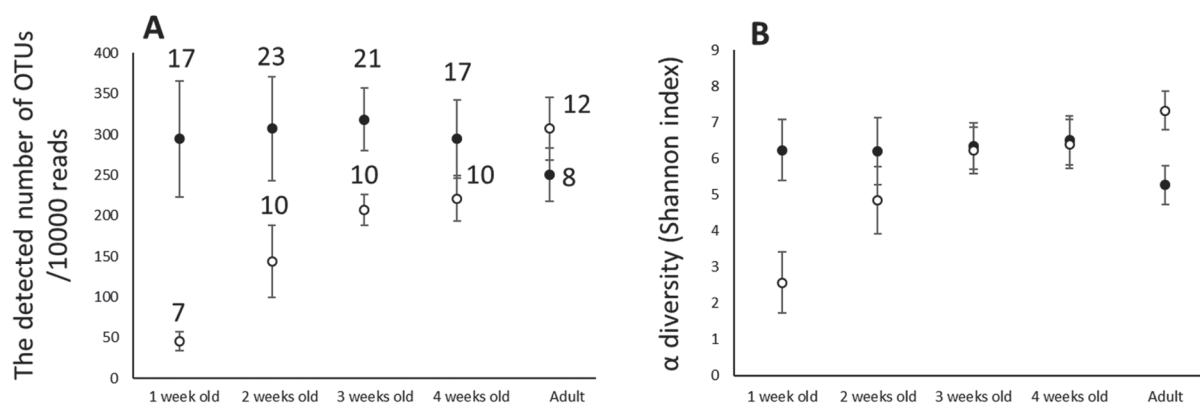 A
The detected number of OTUs
/10000 reads
400
350
300
250
200
150
100
50
0
17
23
21
17
12
8
7
10
10
10
1 week old
2 weeks old
3 weeks old
4 weeks old
Adult
B
α diversity (Shannon index)
9
8
7
6
5
4
3
2
1
0
1 week old
2 weeks old
3 weeks old
4 weeks old
Adult